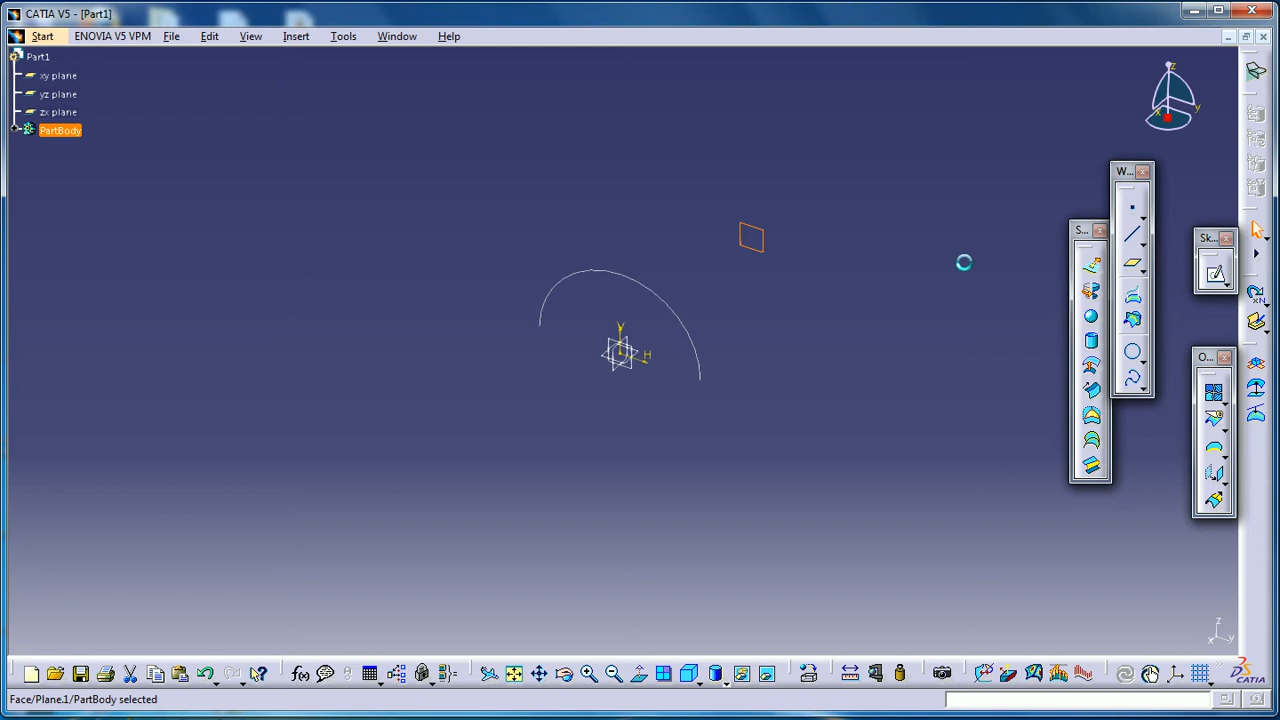 CATIA V5 - [Part1]
Start ENOVIA V5 VPM File Edit View Insert Tools Window Help
Part1
xy plane
yz plane
zx plane
PartBody
z
y
x
W...
S...
Sk...
O...
V
H
z
x y
f(x)
CATIA
Face/Plane.1/PartBody selected